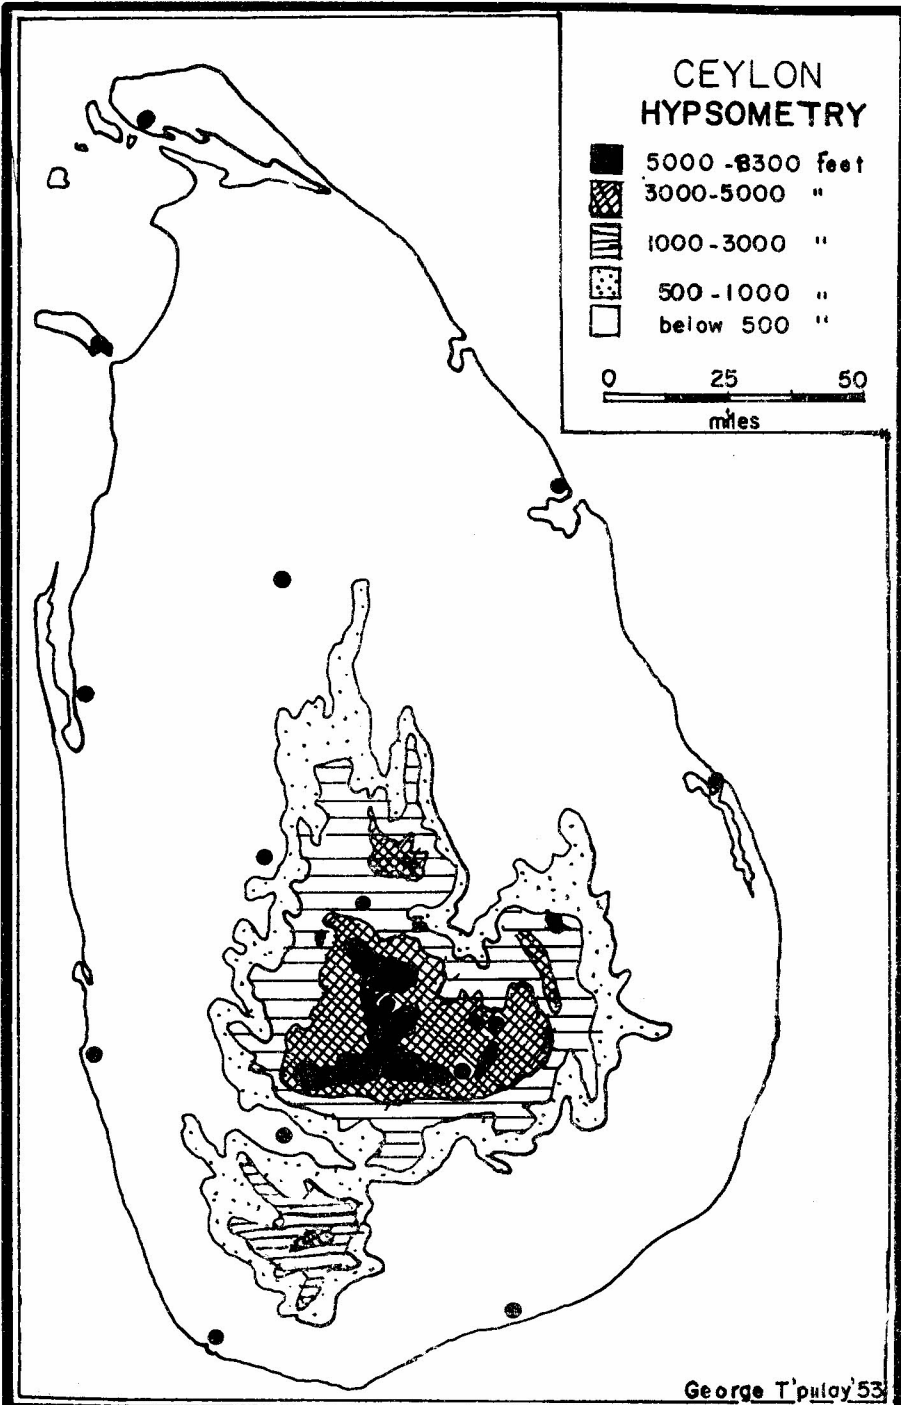 CEYLON
HYPSOMETRY
5000-8300 feet
3000-5000 "
1000-3000 "
500-1000 "
below 500 "
0 25 50
miles
George T'pulay'53